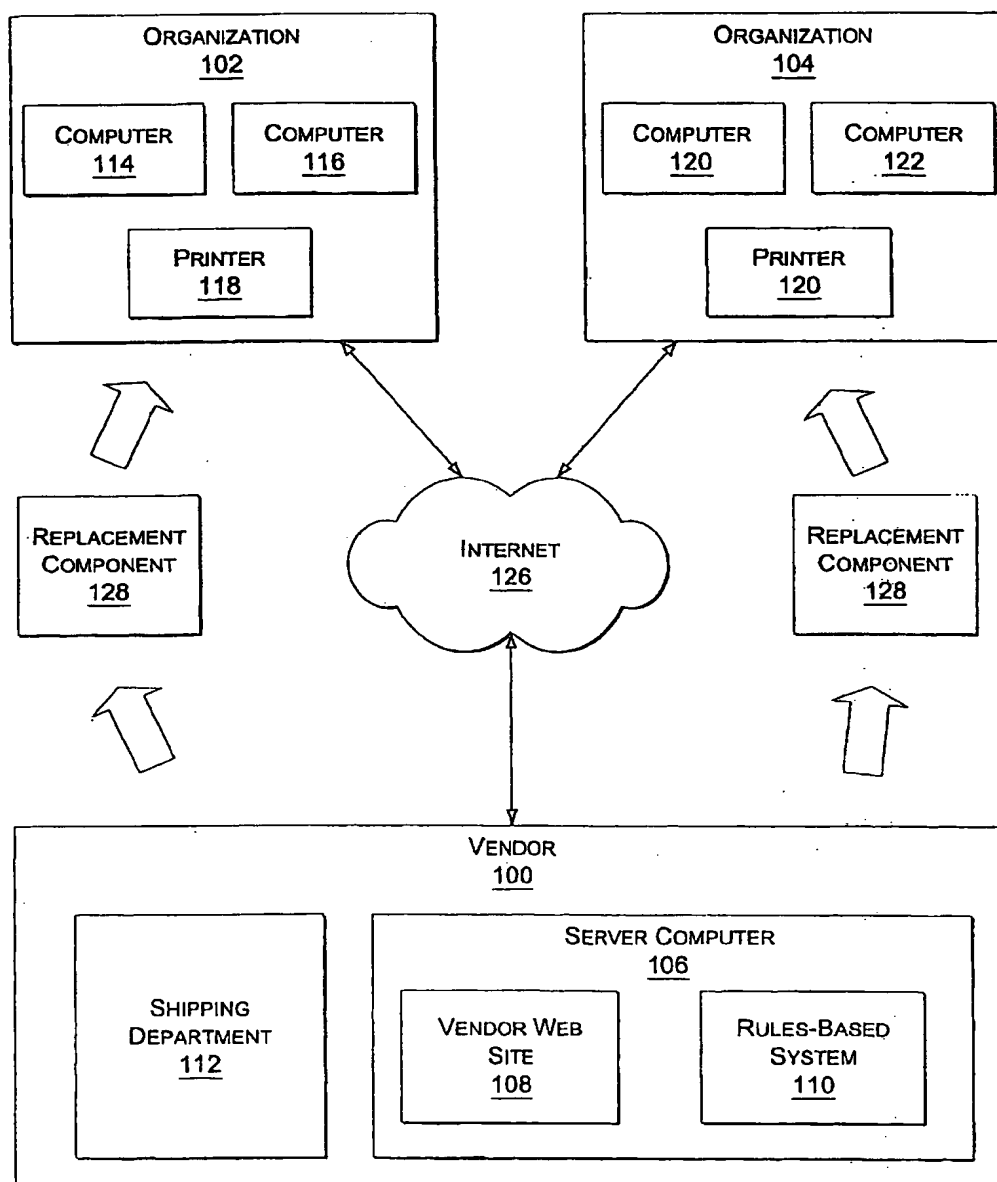 ORGANIZATION
102
COMPUTER
114
COMPUTER
116
PRINTER
118
ORGANIZATION
104
COMPUTER
120
COMPUTER
122
PRINTER
120
REPLACEMENT
COMPONENT
128
INTERNET
126
REPLACEMENT
COMPONENT
128
VENDOR
100
SHIPPING
DEPARTMENT
112
SERVER COMPUTER
106
VENDOR WEB
SITE
108
RULES-BASED
SYSTEM
110